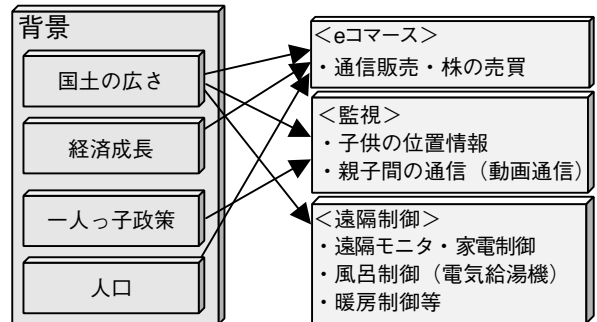 背景
国土の広さ
経済成長
一人っ子政策
人口
＜eコマース＞
・通信販売・株の売買
＜監視＞
・子供の位置情報
・親子間の通信（動画通信）
＜遠隔制御＞
・遠隔モニタ・家電制御
・風呂制御（電気給湯機）
・暖房制御等